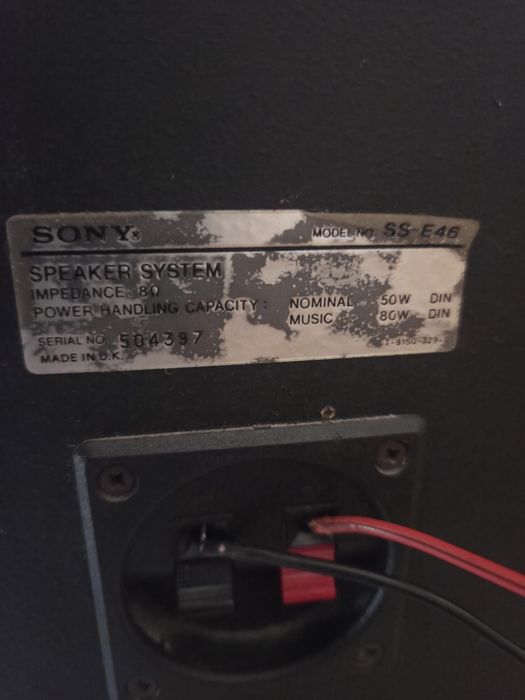 SONY®
MODEL NO. SS-E46
SPEAKER SYSTEM
IMPEDANCE 8Ω
POWER HANDLING CAPACITY: NOMINAL 50W DIN
MUSIC 80W DIN
SERIAL NO. 504397
MADE IN U.K.